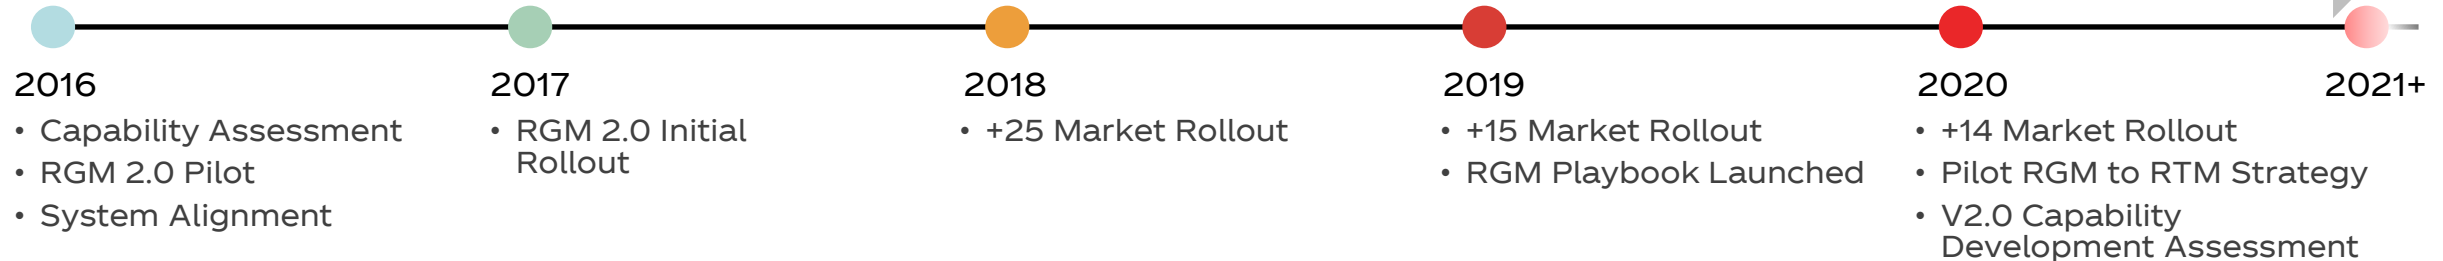 2016
• Capability Assessment
• RGM 2.0 Pilot
• System Alignment
2017
• RGM 2.0 Initial
Rollout
2018
• +25 Market Rollout
2019
• +15 Market Rollout
• RGM Playbook Launched
2020
• +14 Market Rollout
• Pilot RGM to RTM Strategy
• V2.0 Capability
Development Assessment
2021+